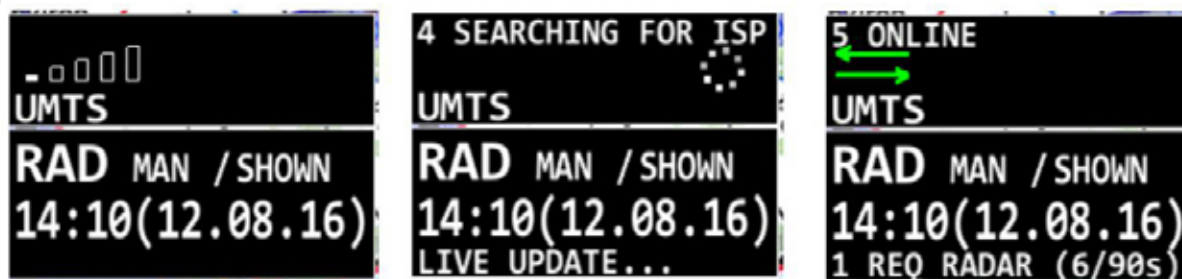 UMTS
RAD MAN /SHOWN
14:10(12.08.16)
4 SEARCHING FOR ISP
UMTS
RAD MAN /SHOWN
14:10(12.08.16)
LIVE UPDATE...
5 ONLINE
UMTS
RAD MAN /SHOWN
14:10(12.08.16)
1 REQ RADAR (6/90s)